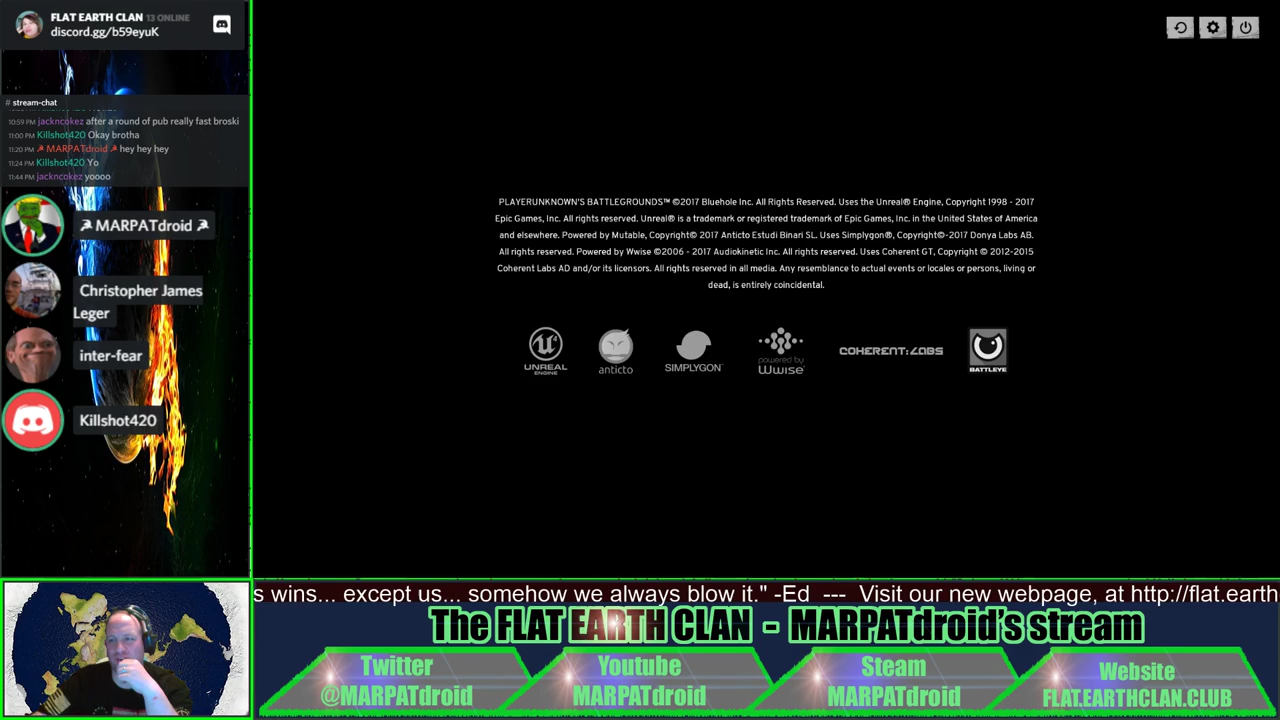 FLAT EARTH CLAN 13 ONLINE
discord.gg/b59eyuK
# stream-chat
10:59 PM jackncokez after a round of pub really fast broski
11:00 PM Killshot420 Okay brotha
11:20 PM ☭ MARPATdroid ☭ hey hey hey
11:24 PM Killshot420 Yo
11:44 PM jackncokez yoooo
☭ MARPATdroid ☭
Christopher James
Leger
inter-fear
Killshot420
PLAYERUNKNOWN'S BATTLEGROUNDS™ ©2017 Bluehole Inc. All Rights Reserved. Uses the Unreal® Engine, Copyright 1998 - 2017
Epic Games, Inc. All rights reserved. Unreal® is a trademark or registered trademark of Epic Games, Inc. in the United States of America
and elsewhere. Powered by Mutable, Copyright© 2017 Anticto Estudi Binari SL. Uses Simplygon®, Copyright©-2017 Donya Labs AB.
All rights reserved. Powered by Wwise ©2006 - 2017 Audiokinetic Inc. All rights reserved. Uses Coherent GT, Copyright © 2012-2015
Coherent Labs AD and/or its licensors. All rights reserved in all media. Any resemblance to actual events or locales or persons, living or
dead, is entirely coincidental.
UNREAL
ENGINE
anticto
SIMPLYGON
powered by
Wwise
COHERENT:LABS
BATTLEYE
s wins... except us... somehow we always blow it." -Ed --- Visit our new webpage, at http://flat.earth
The FLAT EARTH CLAN - MARPATdroid's stream
Twitter
@MARPATdroid
Youtube
MARPATdroid
Steam
MARPATdroid
Website
FLAT.EARTHCLAN.CLUB